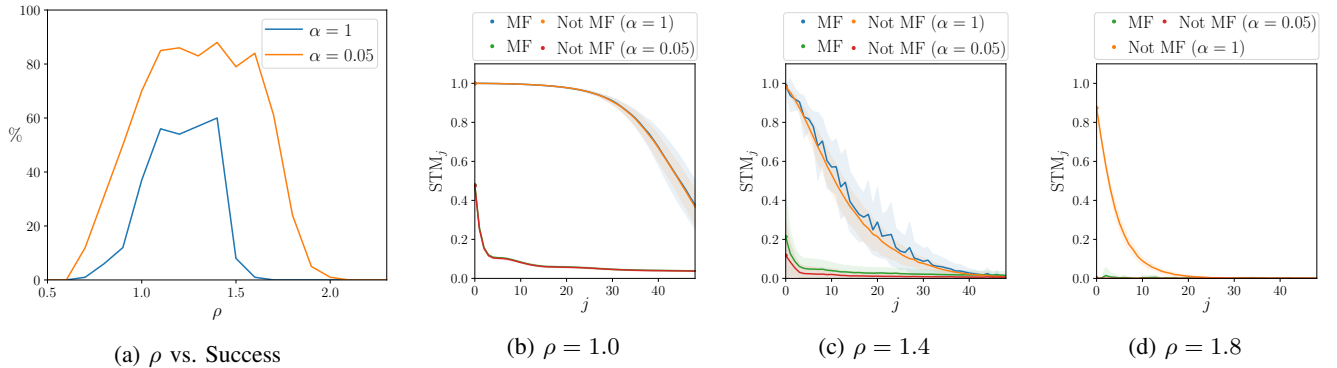 100
80
60
%
40
20
0
0.5 1.0 1.5 2.0
ρ
α = 1
α = 0.05
(a) ρ vs. Success
MF Not MF (α = 1)
MF Not MF (α = 0.05)
1.0
0.8
0.6
STM_j
0.4
0.2
0.0
0 10 20 30 40
j
(b) ρ = 1.0
MF Not MF (α = 1)
MF Not MF (α = 0.05)
1.0
0.8
0.6
STM_j
0.4
0.2
0.0
0 10 20 30 40
j
(c) ρ = 1.4
MF Not MF (α = 0.05)
Not MF (α = 1)
1.0
0.8
0.6
STM_j
0.4
0.2
0.0
0 10 20 30 40
j
(d) ρ = 1.8